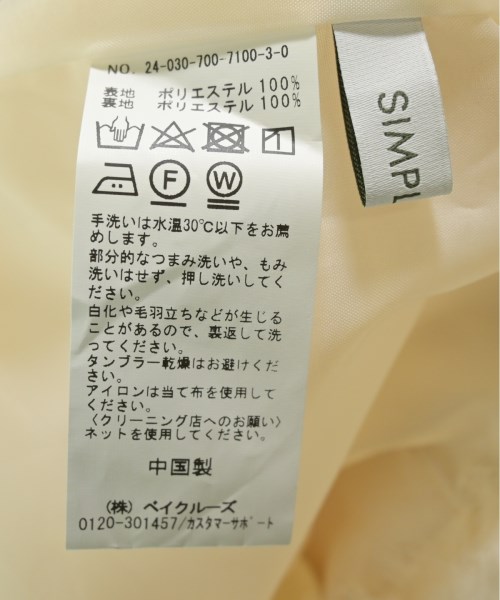 NO. 24-030-700-7100-3-0
表地 ポリエステル 100%
裏地 ポリエステル 100%
F
W
手洗いは水温30℃以下をお薦
めします。
部分的なつまみ洗いや、もみ
洗いはせず、押し洗いしてく
ださい。
白化や毛羽立ちなどが生じる
ことがあるので、裏返して洗
ってください。
タンブラー乾燥はお避けくだ
さい。
アイロンは当て布を使用して
ください。
〈クリーニング店へのお願い〉
ネットを使用してください。
中国製
(株) ベイクルーズ
0120-301457/カスタマーサポート
SIMPL